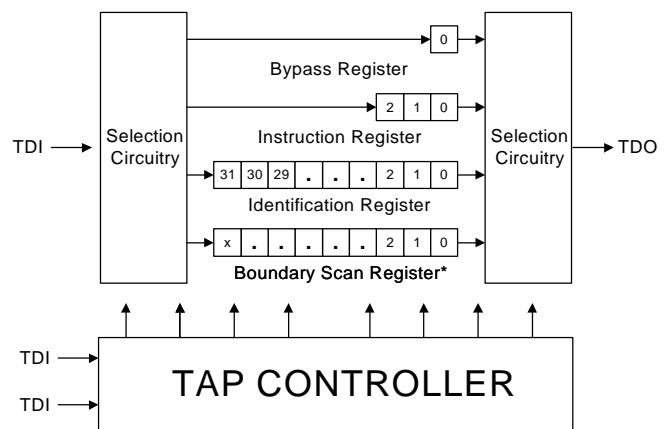 0
Bypass Register
2 1 0
Selection
Circuitry
TDI
Instruction Register
Selection
Circuitry
TDO
31 30 29 . . . 2 1 0
Identification Register
x . . . . . 2 1 0
Boundary Scan Register*
TDI
TDI
TAP CONTROLLER